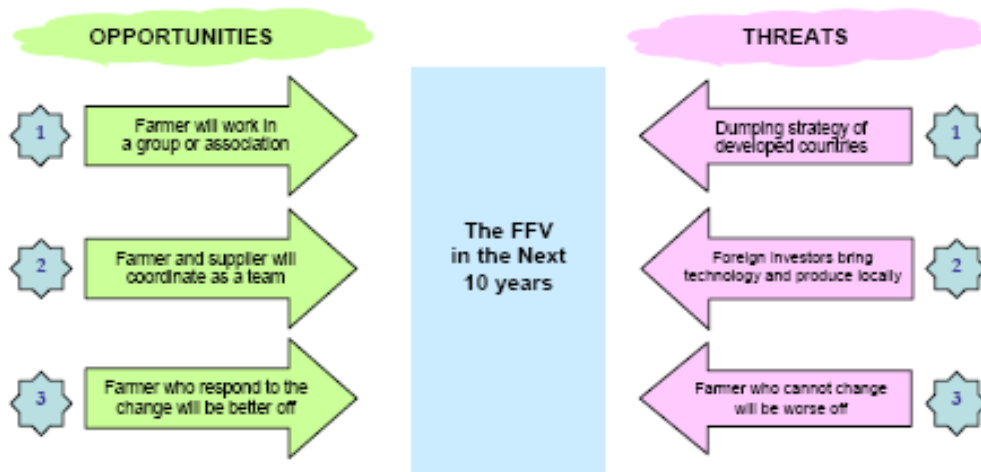 OPPORTUNITIES
1
Farmer will work in
a group or association
2
Farmer and supplier will
coordinate as a team
3
Farmer who respond to the
change will be better off
The FFV
in the Next
10 years
THREATS
Dumping strategy of
developed countries
1
Foreign investors bring
technology and produce locally
2
Farmer who cannot change
will be worse off
3